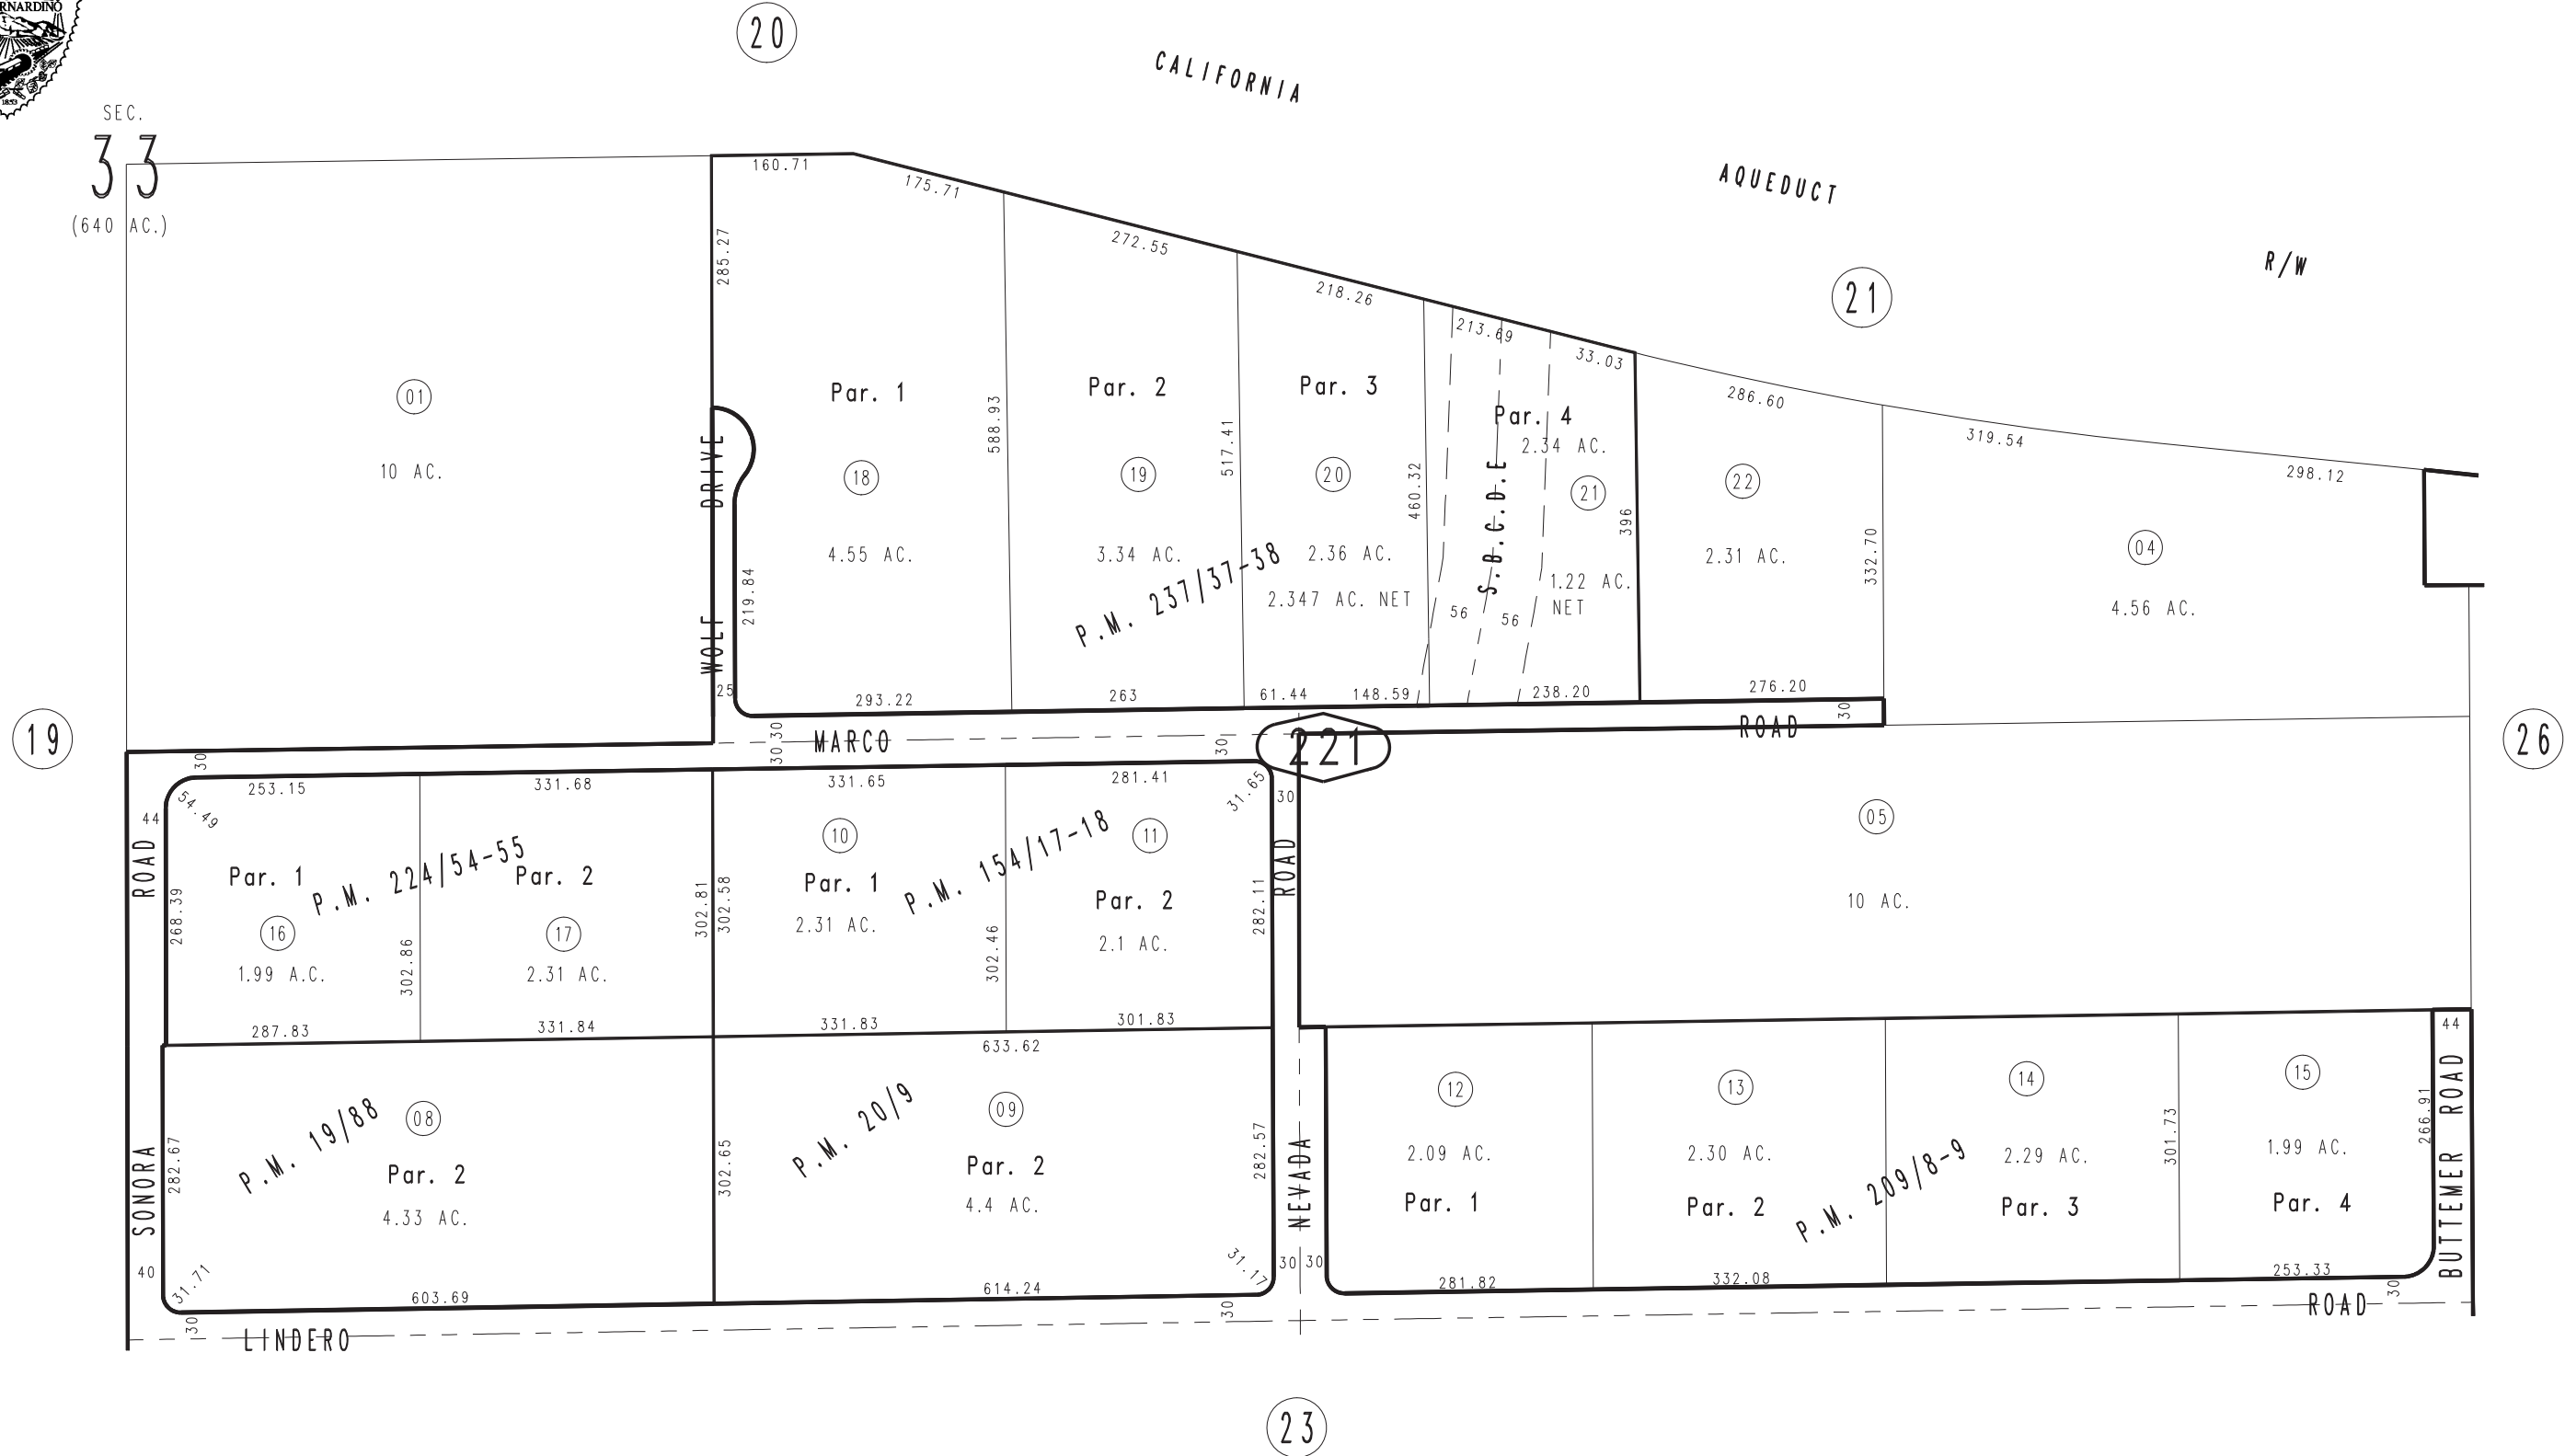 RNARDINO
1853
20
CALIFORNIA
SEC.
33
(640 AC.)
AQUEDUCT
R/W
21
160.71
175.71
272.55
218.26
213.69
33.03
286.60
319.54
298.12
285.27
01
10 AC.
WOLF DRIVE
25
219.84
Par. 1
18
4.55 AC.
293.22
588.93
Par. 2
19
3.34 AC.
263
517.41
P.M. 237/37-38
Par. 3
20
2.36 AC.
2.347 AC. NET
61.44
148.59
460.32
S.B.C.D.E
56
56
Par. 4
2.34 AC.
21
1.22 AC.
NET
238.20
396
22
2.31 AC.
276.20
332.70
04
4.56 AC.
19
26
MARCO
ROAD
30
30
30
30
30
221
253.15
331.68
331.65
281.41
54.49
31.65
44
30
ROAD
268.39
Par. 1
16
1.99 A.C.
287.83
302.86
P.M. 224/54-55
Par. 2
17
2.31 AC.
331.84
302.81
302.58
10
Par. 1
2.31 AC.
331.83
302.46
P.M. 154/17-18
11
Par. 2
2.1 AC.
301.83
282.11
ROAD
05
10 AC.
633.62
SONORA
40
282.67
P.M. 19/88
08
Par. 2
4.33 AC.
31.71
603.69
302.65
P.M. 20/9
09
Par. 2
4.4 AC.
614.24
31.17
282.57
NEVADA
30
30
12
2.09 AC.
Par. 1
281.82
13
2.30 AC.
Par. 2
332.08
P.M. 209/8-9
14
2.29 AC.
Par. 3
301.73
15
1.99 AC.
Par. 4
253.33
266.91
44
BUTTEMER ROAD
30
30
30
LINDERO
ROAD
23